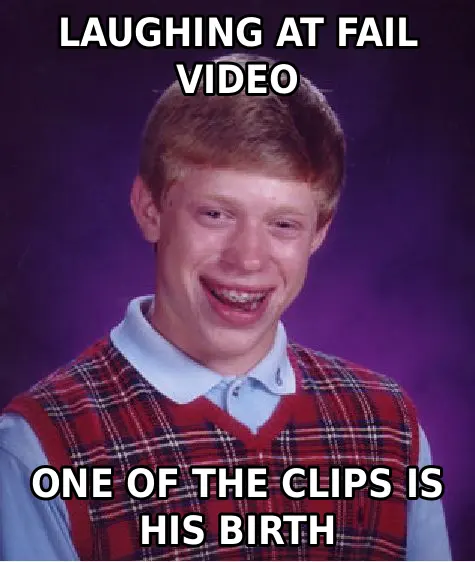 LAUGHING AT FAIL
VIDEO
ONE OF THE CLIPS IS
HIS BIRTH